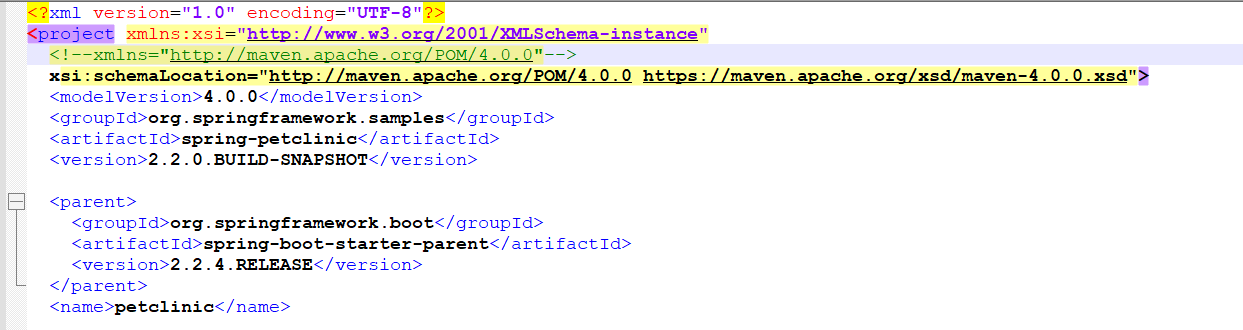 <?xml version="1.0" encoding="UTF-8"?>
<project xmlns:xsi="http://www.w3.org/2001/XMLSchema-instance"
<!--xmlns="http://maven.apache.org/POM/4.0.0"-->
xsi:schemaLocation="http://maven.apache.org/POM/4.0.0 https://maven.apache.org/xsd/maven-4.0.0.xsd">
<modelVersion>4.0.0</modelVersion>
<groupId>org.springframework.samples</groupId>
<artifactId>spring-petclinic</artifactId>
<version>2.2.0.BUILD-SNAPSHOT</version>
<parent>
<groupId>org.springframework.boot</groupId>
<artifactId>spring-boot-starter-parent</artifactId>
<version>2.2.4.RELEASE</version>
</parent>
<name>petclinic</name>